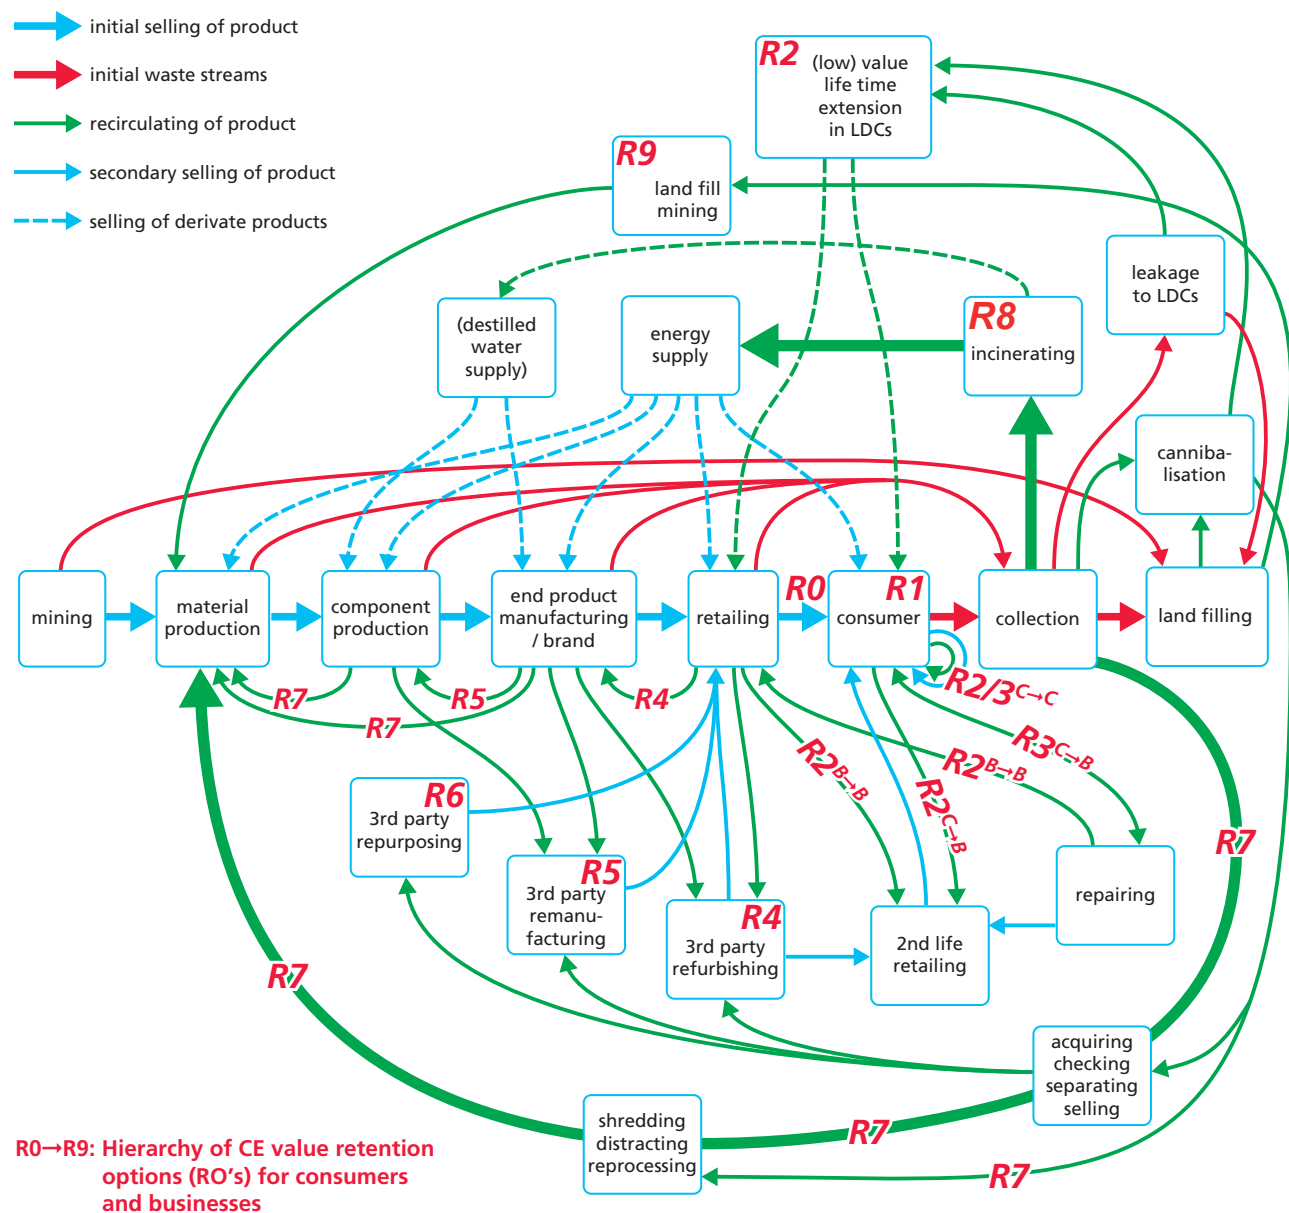 initial selling of product
initial waste streams
recirculating of product
secondary selling of product
selling of derivate products
R2
(low) value
life time
extension
in LDCs
R9
land fill
mining
leakage
to LDCs
(destilled
water
supply)
energy
supply
R8
incinerating
canniba-
lisation
mining
material
production
component
production
end product
manufacturing
/ brand
retailing
R0
R1
consumer
collection
land filling
R7
R7
R5
R4
R2/3C→C
R3C→B
R2B→B
R2B→B
R2C→B
R6
3rd party
repurposing
R5
3rd party
remanu-
facturing
R4
3rd party
refurbishing
2nd life
retailing
repairing
R7
R7
acquiring
checking
separating
selling
shredding
distracting
reprocessing
R7
R7
R0→R9: Hierarchy of CE value retention
options (RO's) for consumers
and businesses